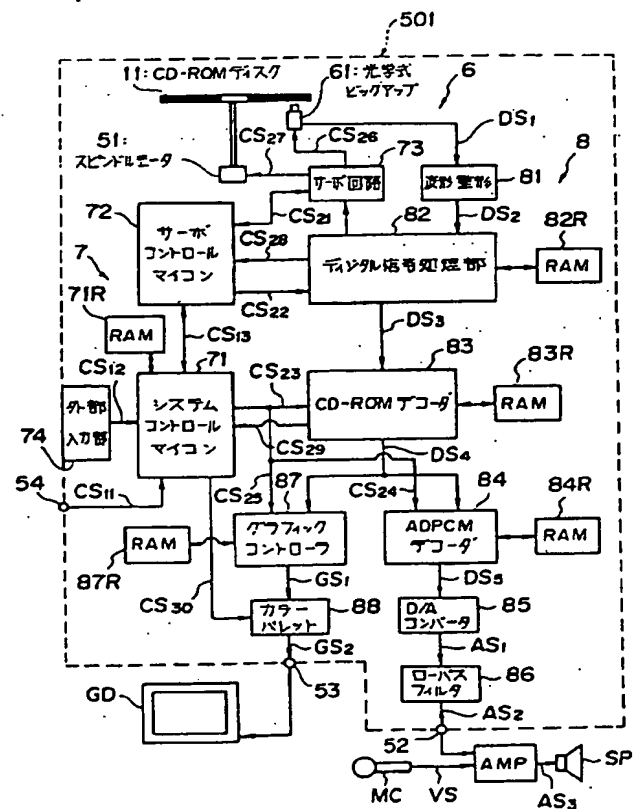 501
11:CD-ROMディスク
61:光学式
ピックアップ
6
51:
スピンドルモータ
CS27
CS26
DS1
8
73
サーボ回路
波形整形
81
72
サーボ
コントロール
マイコン
CS21
CS28
CS22
82
DS2
ディジタル信号処理部
82R
RAM
7
71R
RAM
CS13
DS3
CS12
外部
入力部
74
71
システム
コントロール
マイコン
CS23
CS29
83
CD-ROMデコーダ
83R
RAM
DS4
54
CS11
CS25
87
CS24
84
84R
RAM
87R
グラフィック
コントローラ
ADPCM
デコーダ
RAM
CS30
GS1
DS5
カラー
パレット
88
D/A
コンバータ
85
GS2
AS1
53
ローパス
フィルタ
86
GD
AS2
52
AMP
SP
MC
VS
AS3